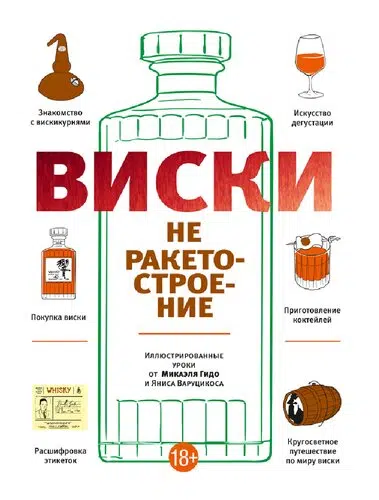 Знакомство
с вискикурнями
Искусство
дегустации
ВИСКИ
НЕ
РАКЕТО-
СТРОЕ-
НИЕ
Покупка виски
Приготовление
коктейлей
Иллюстрированные
уроки
от Микаэля Гидо
и Яниса Варуцикоса
WHISKY
Расшифровка
этикеток
18+
Кругосветное
путешествие
по миру виски